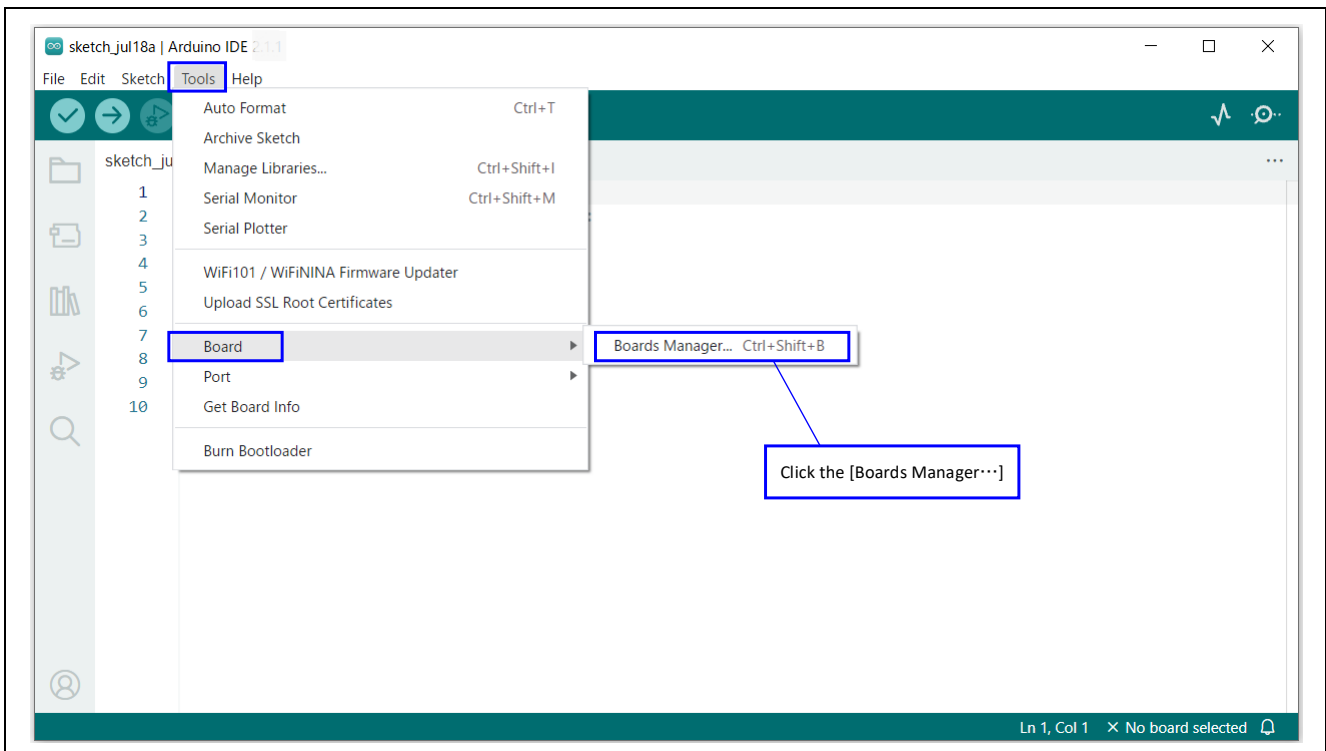 sketch_jul18a | Arduino IDE 2.1.1
File Edit Sketch Tools Help
sketch_ju
Auto Format Ctrl+T
Archive Sketch
Manage Libraries... Ctrl+Shift+I
Serial Monitor Ctrl+Shift+M
Serial Plotter
WiFi101 / WiFiNINA Firmware Updater
Upload SSL Root Certificates
Board
Boards Manager... Ctrl+Shift+B
Port
Get Board Info
Burn Bootloader
1
2
3
4
5
6
7
8
9
10
Click the [Boards Manager···]
Ln 1, Col 1 × No board selected